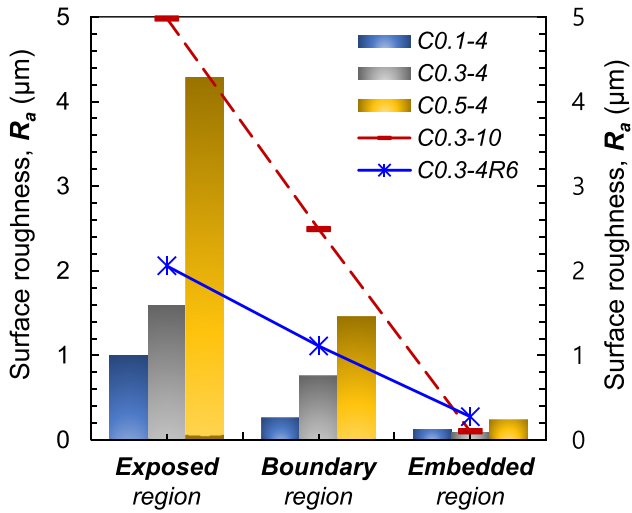 Surface roughness, Ra (μm)
5
4
3
2
1
0
C0.1-4
C0.3-4
C0.5-4
C0.3-10
C0.3-4R6
5
4
3
2
1
0
Surface roughness, Ra (μm)
Exposed
region
Boundary
region
Embedded
region